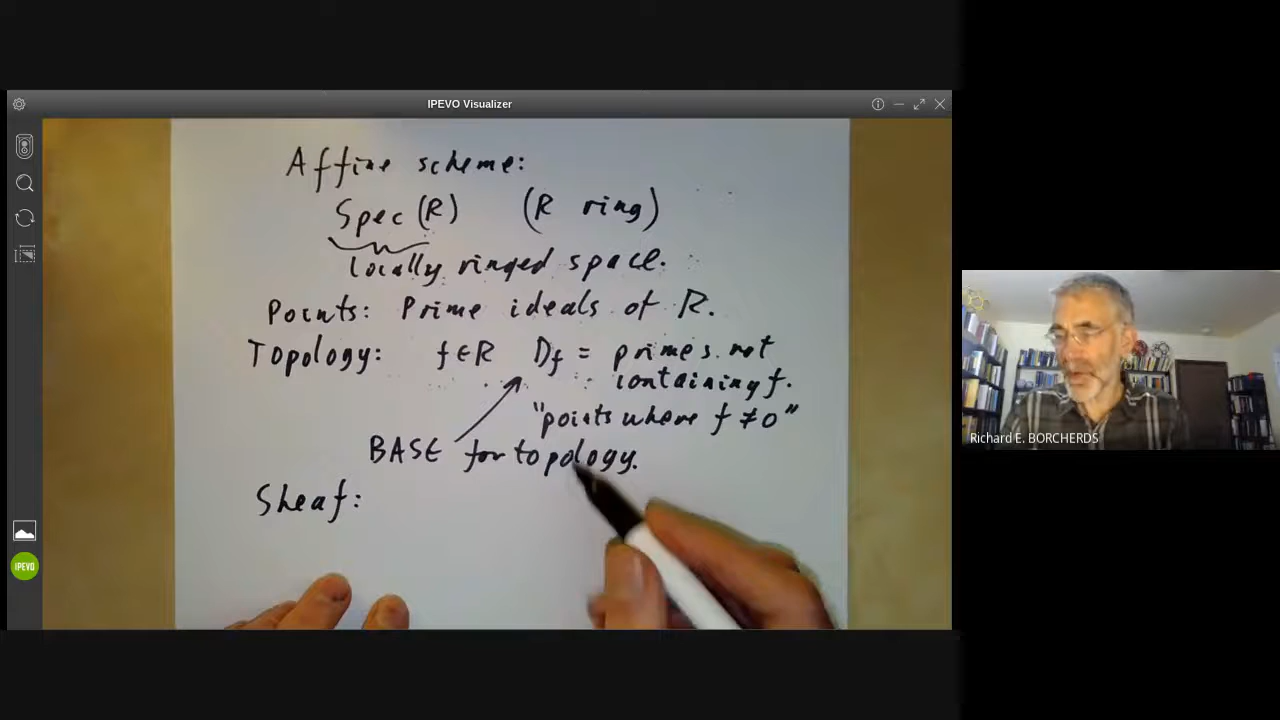 IPEVO Visualizer
Affine scheme:
Spec (R) (R ring)
locally ringed space.
Points: Prime ideals of R.
Topology: f∈R Df = primes not
containing f.
"points where f ≠ 0"
BASE for topology.
Sheaf:
IPEVO
Richard E. BORCHERDS